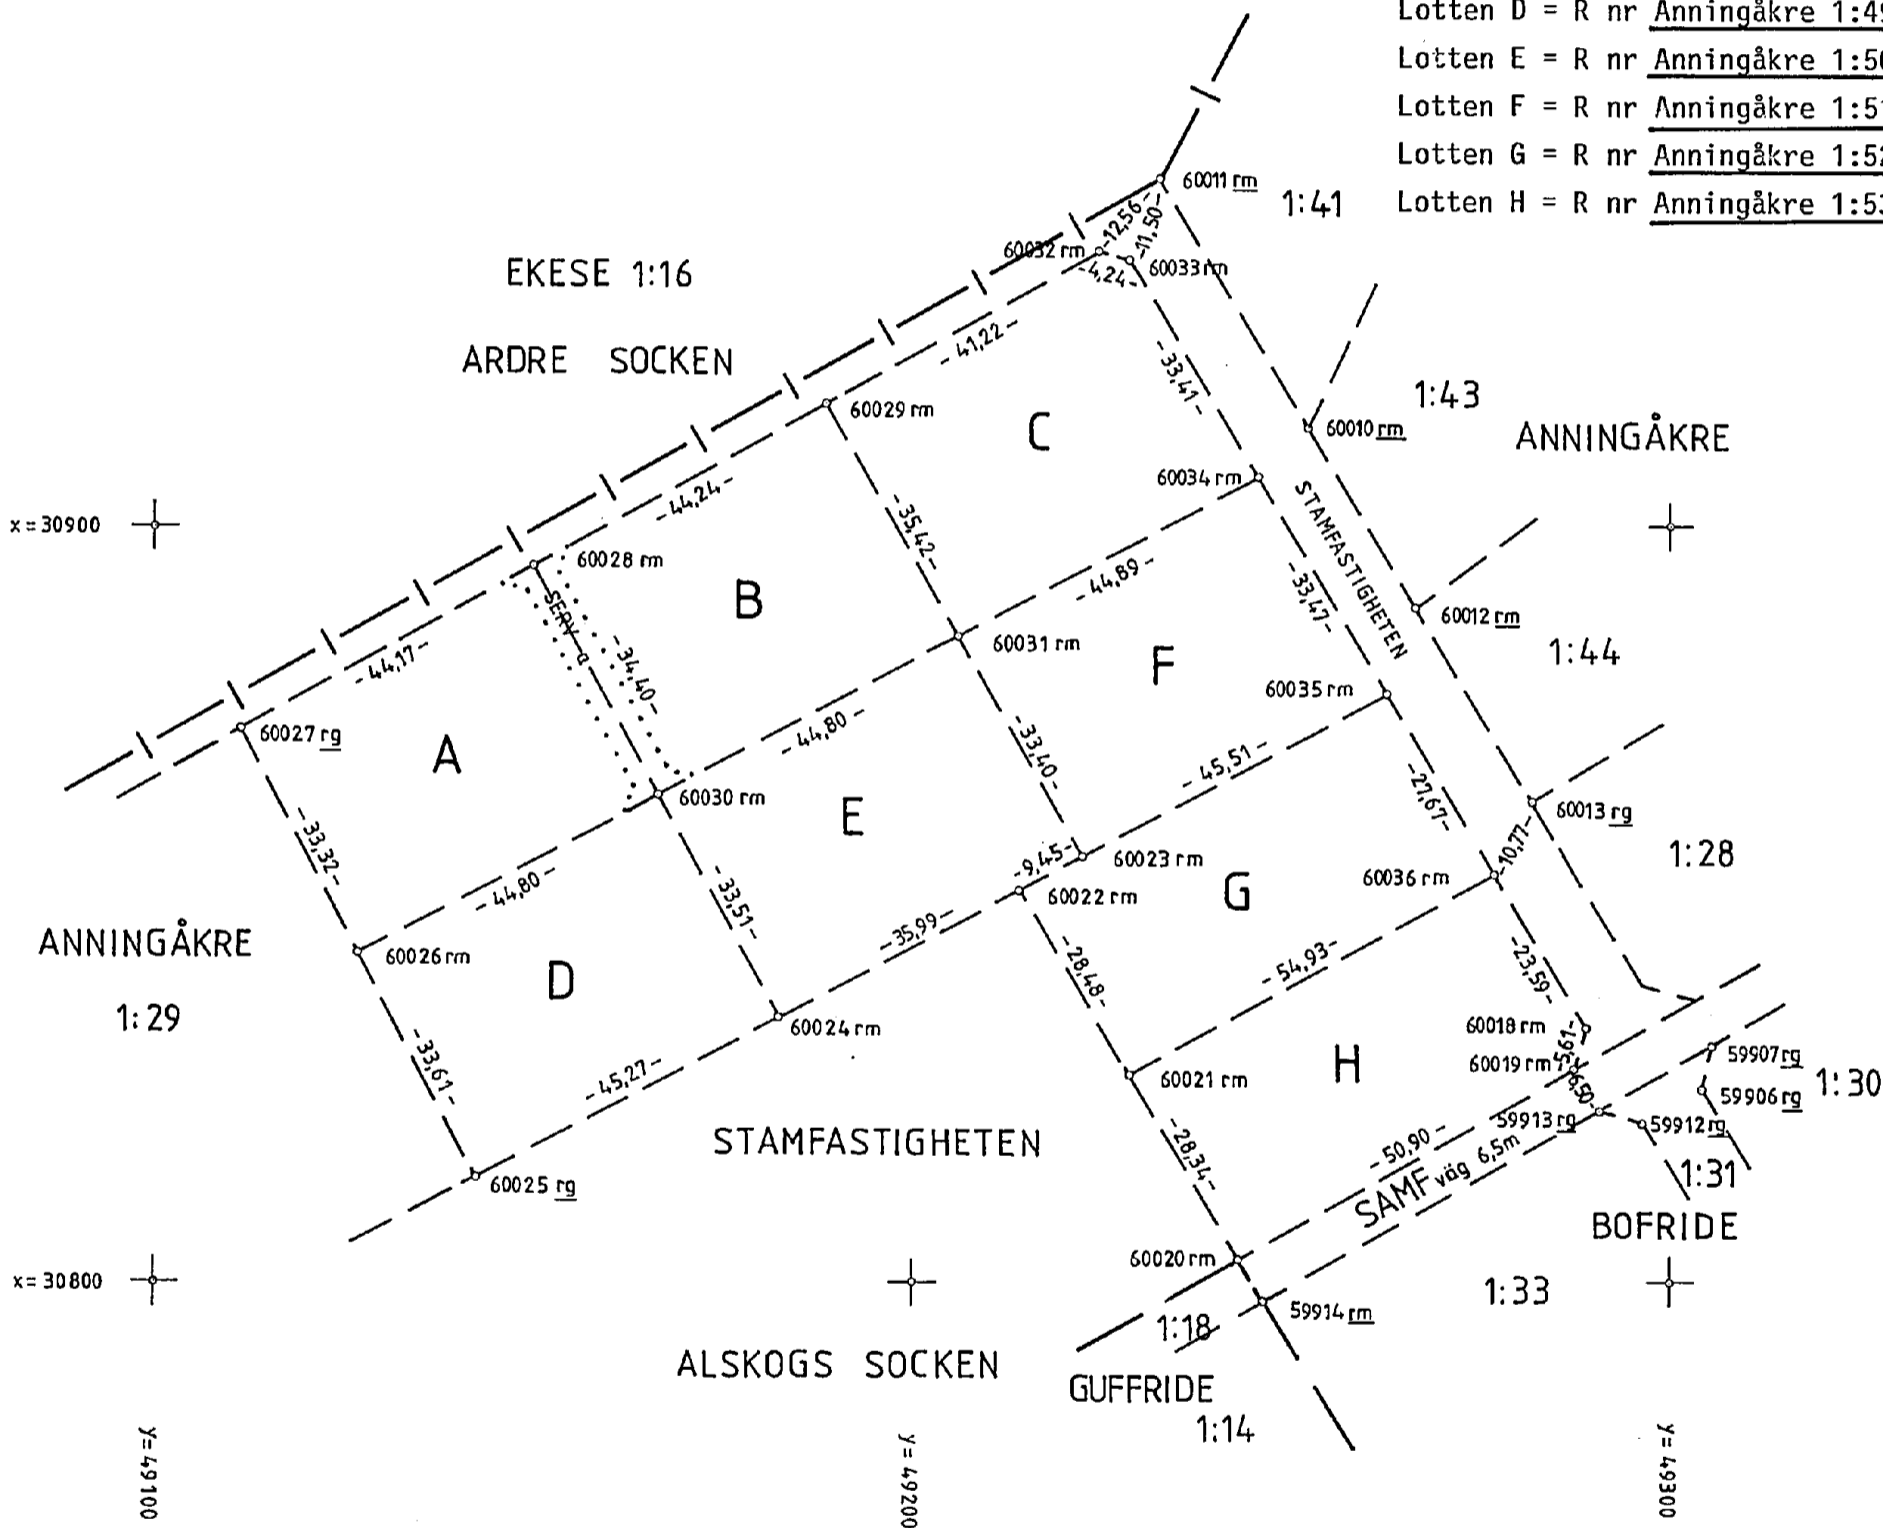 Lotten D = R nr Anningåkre 1:49
Lotten E = R nr Anningåkre 1:50
Lotten F = R nr Anningåkre 1:51
Lotten G = R nr Anningåkre 1:52
Lotten H = R nr Anningåkre 1:53
60011 rm
1:41
-12,56-
-11,50-
60032 rm
60033 rm
-4,24-
EKESE 1:16
ARDRE SOCKEN
-41,22-
-33,41-
1:43
60029 rm
C
60010 rm
ANNINGÅKRE
-44,24-
60034 rm
x=30900
-35,42-
STAMFASTIGHETEN
60028 rm
-44,89-
-33,47-
B
SERV a
60012 rm
60031 rm
-44,17-
-34,40-
F
1:44
60035 rm
60027 rg
A
-44,80-
-33,40-
-45,51-
60030 rm
-27,67-
60013 rg
E
-33,32-
-10,77-
60023 rm
1:28
-9,45-
60036 rm
-44,80-
60022 rm
G
-33,51-
-35,99-
ANNINGÅKRE
60026 rm
-28,48-
-54,93-
-23,59-
D
1:29
60024 rm
60018 rm
-5,61-
60019 rm
59907 rg
-33,61-
-45,27-
60021 rm
H
-6,50-
1:30
59906 rg
59913 rg
59912 rg
STAMFASTIGHETEN
-28,34-
-50,90-
1:31
60025 rg
SAMF väg 6,5m
BOFRIDE
60020 rm
x=30800
1:33
59914 rm
1:18
ALSKOGS SOCKEN
GUFFRIDE
1:14
y=49100
y=49200
y=49300